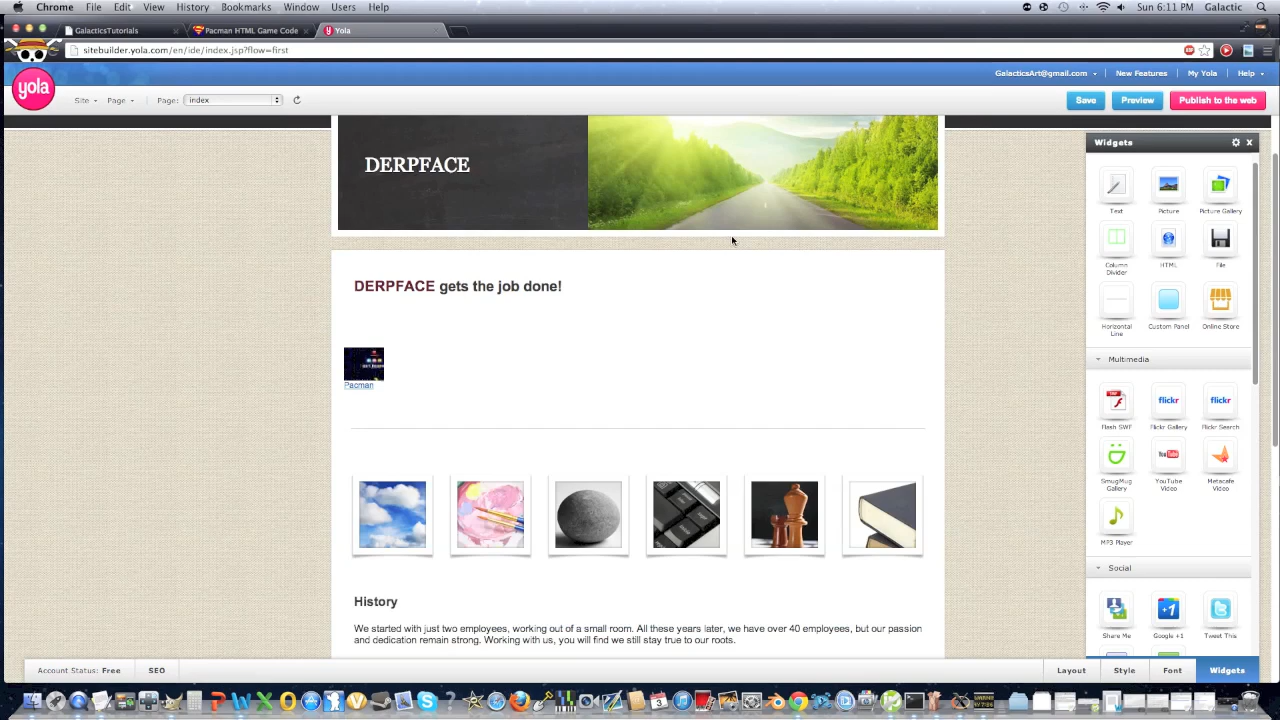 Chrome File Edit View History Bookmarks Window Users Help Sun 6:11 PM Galactic
GalacticsTutorials Pacman HTML Game Code Yola
sitebuilder.yola.com/en/ide/index.jsp?flow=first
yola
GalacticsArt@gmail.com New Features My Yola Help
Site Page Page: index Save Preview Publish to the web
DERPFACE
DERPFACE gets the job done!
Pacman
History
We started with just two employees, working out of a small room. All these years later, we have over 40 employees, but our passion
and dedication remain strong. Working with us, you will find we still stay true to our roots.
Widgets
Text Picture Picture Gallery
Column Divider HTML File
Horizontal Line Custom Panel Online Store
Multimedia
flickr flickr
Flash SWF Flickr Gallery Flickr Search
You Tube
SmugMug Gallery YouTube Video Metacafe Video
MP3 Player
Social
+1
Share Me Google +1 Tweet This
Account Status: Free SEO Layout Style Font Widgets